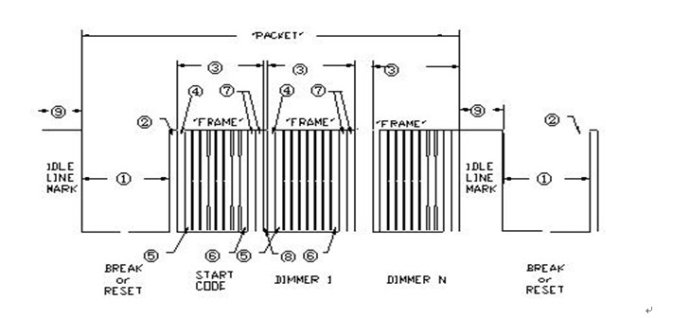 "PACKET"
③ ③ ③
④ ⑦ ④ ⑦
⑨ ⑨
② "FRAME" "FRAME" "FRAME" ②
IDLE
LINE
MARK
① IDLE
LINE
MARK
①
⑤ ⑥ ⑤ ⑧ ⑥
BREAK
or
RESET
START
CODE
DIMMER 1
DIMMER N
BREAK
or
RESET